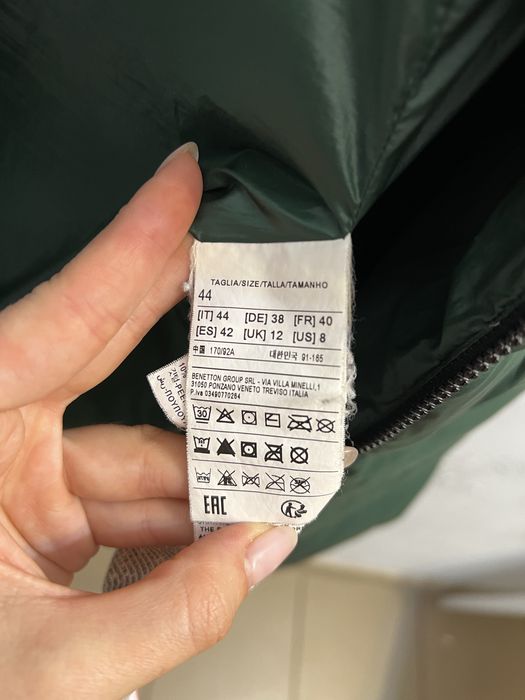 TAGLIA/SIZE/TALLA/TAMANHO
44
[IT] 44 [DE] 38 [FR] 40
[ES] 42 [UK] 12 [US] 8
中国 170/92A 대한민국 91-165
BENETTON GROUP SRL - VIA VILLA MINELLI,1
31050 PONZANO VENETO TREVISO ITALIA
P.iva 03490770264
30
EAC